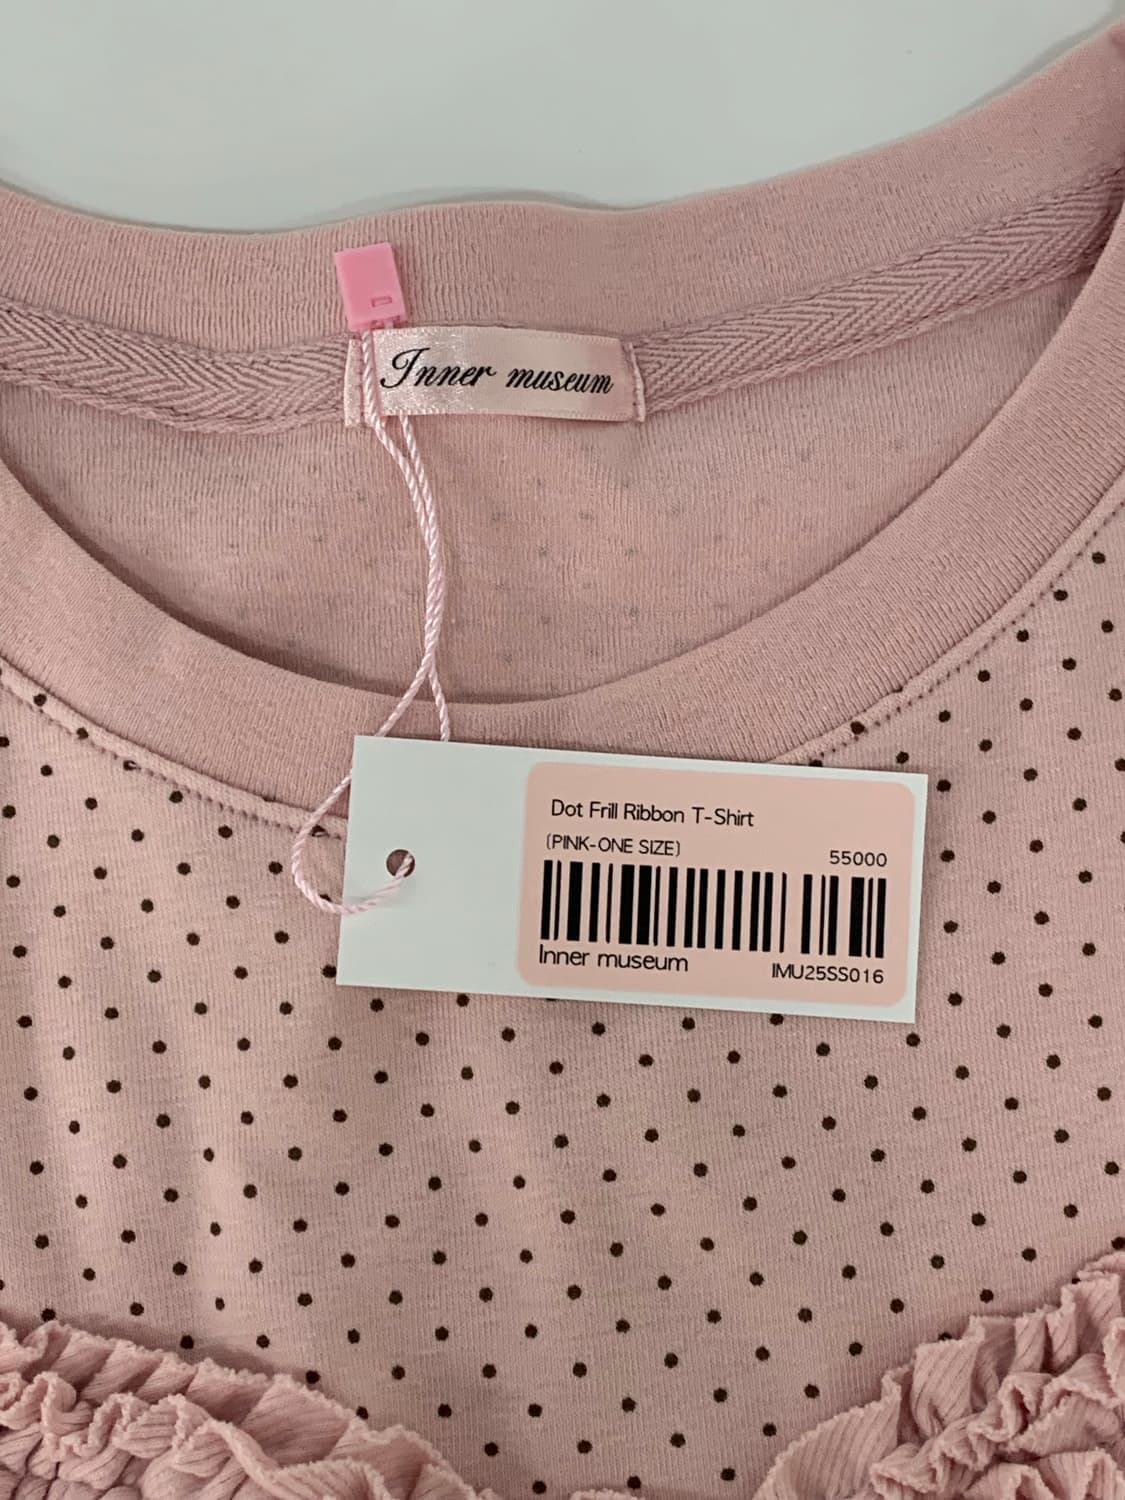 Inner museum
Dot Frill Ribbon T-Shirt
(PINK-ONE SIZE)
55000
Inner museum
IMU25SS016